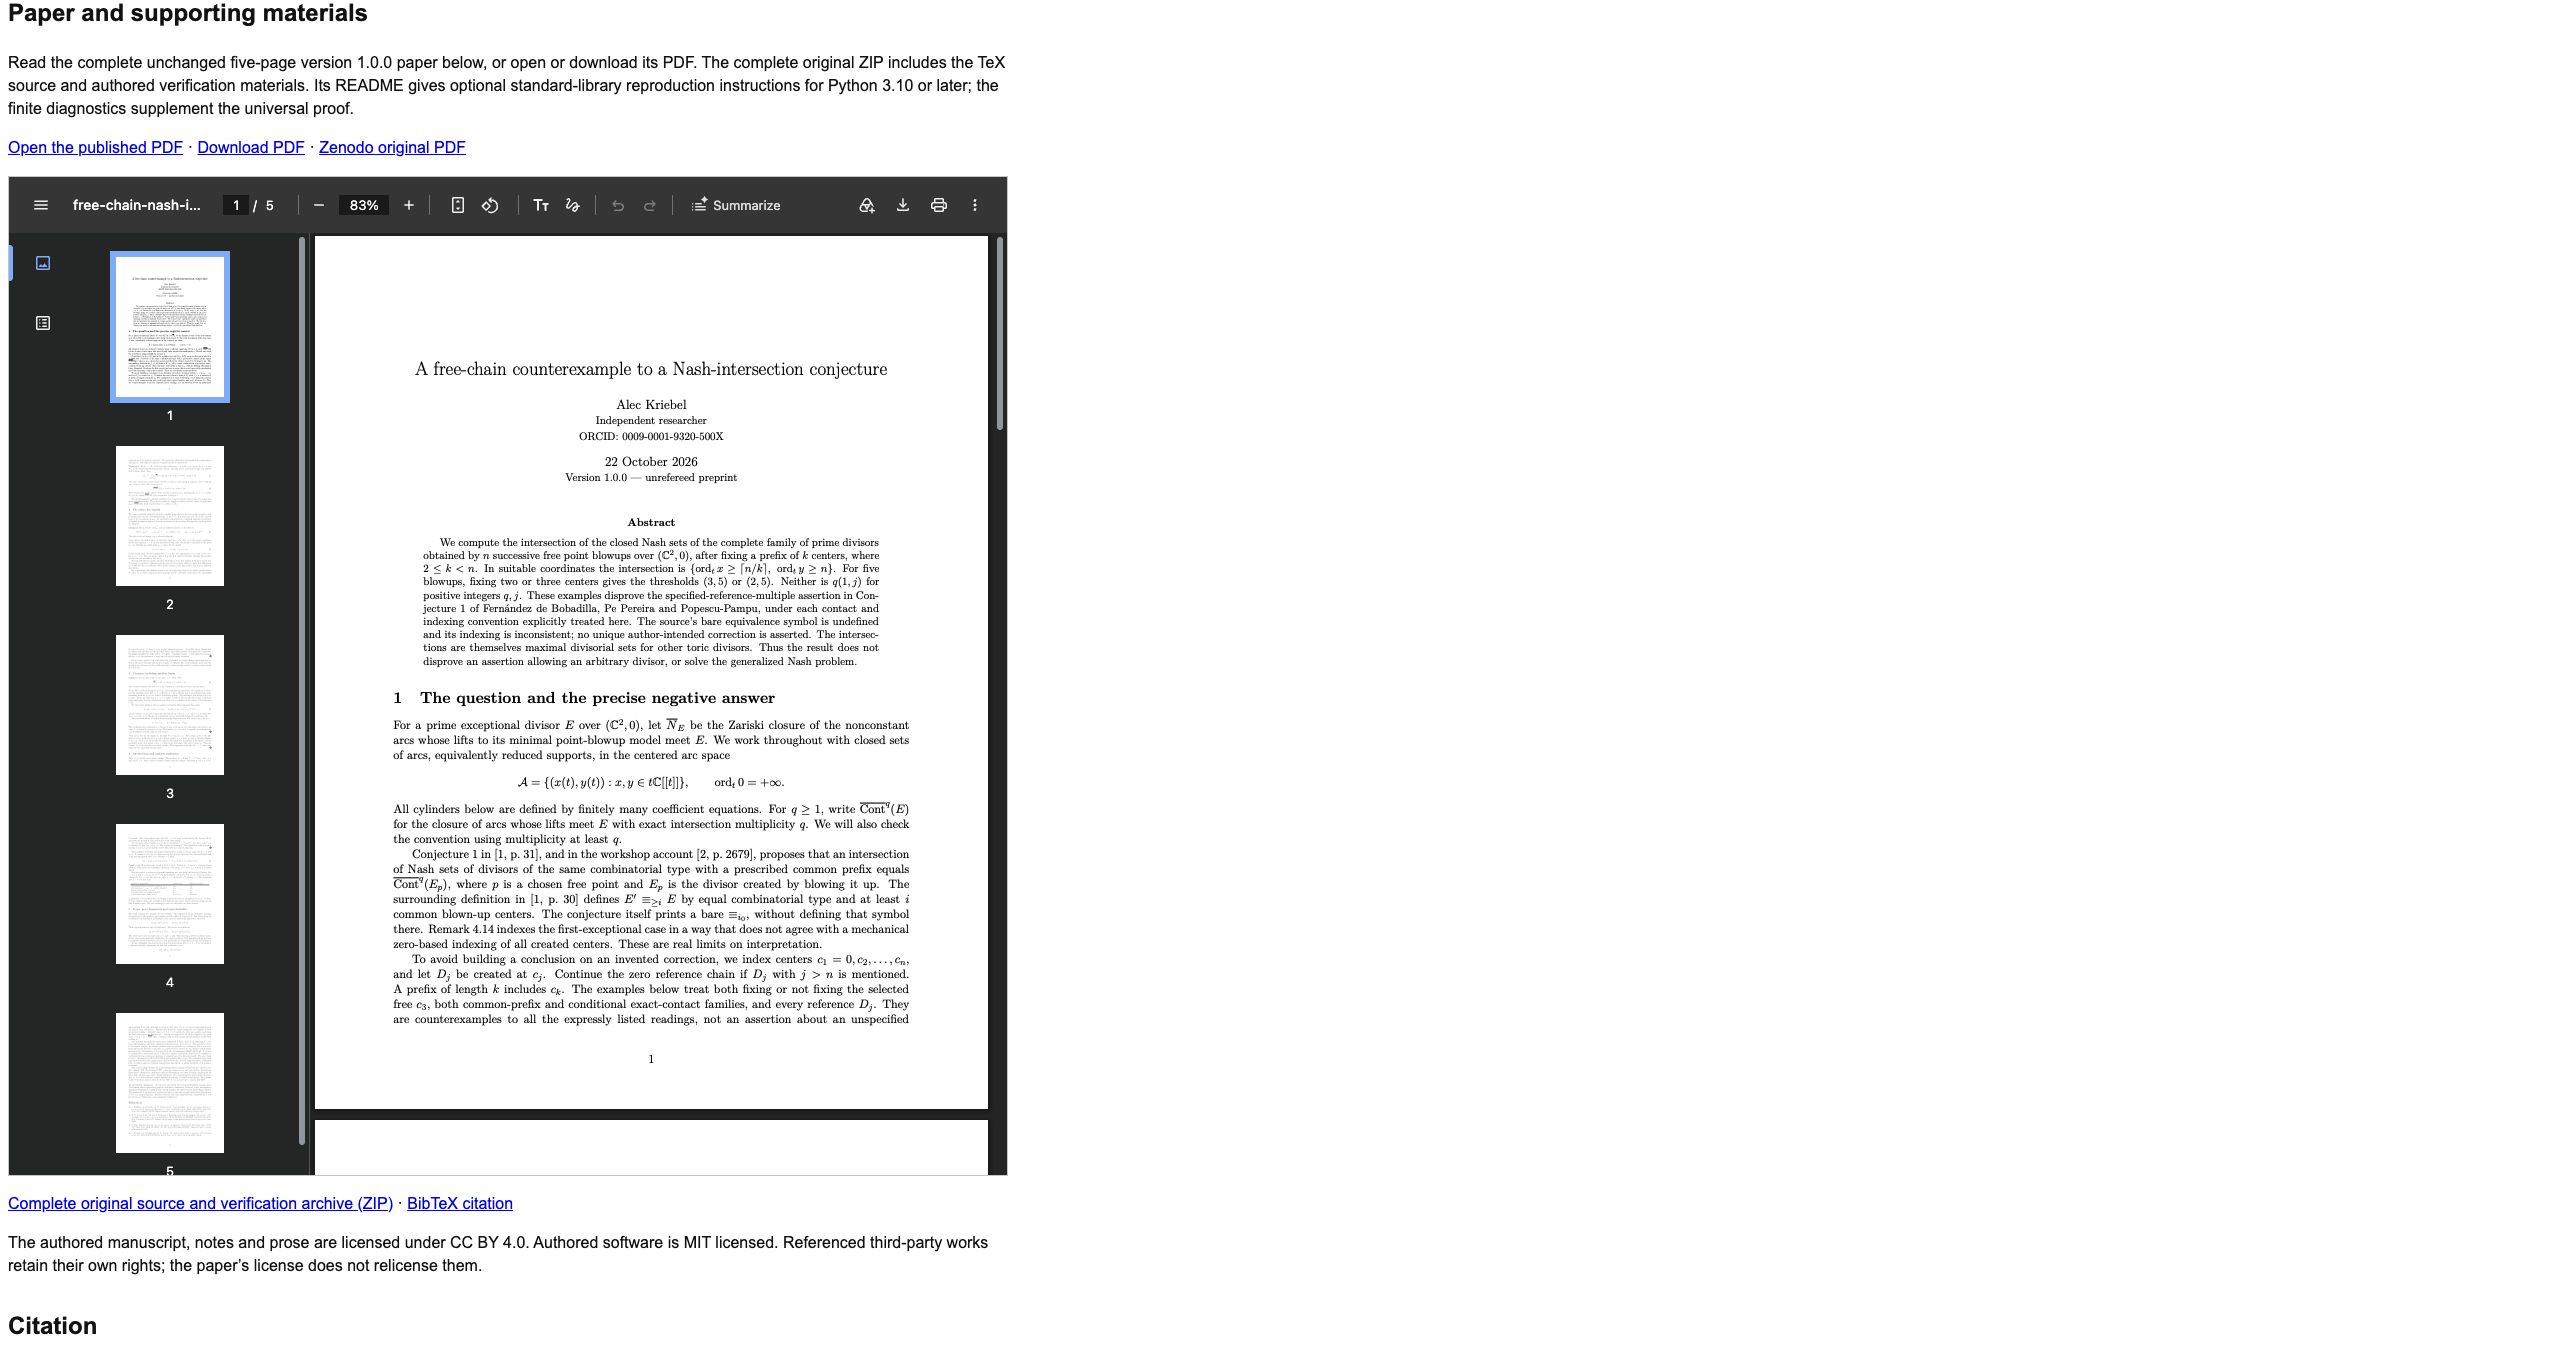 Paper and supporting materials
Read the complete unchanged five-page version 1.0.0 paper below, or open or download its PDF. The complete original ZIP includes the TeX
source and authored verification materials. Its README gives optional standard-library reproduction instructions for Python 3.10 or later; the
finite diagnostics supplement the universal proof.
Open the published PDF · Download PDF · Zenodo original PDF
free-chain-nash-i... 1 / 5 83% Summarize
1
2
3
4
5
A free-chain counterexample to a Nash-intersection conjecture
Alec Kriebel
Independent researcher
ORCID: 0009-0001-9320-500X
22 October 2026
Version 1.0.0 — unrefereed preprint
Abstract
We compute the intersection of the closed Nash sets of the complete family of prime divisors
obtained by n successive free point blowups over (ℂ², 0), after fixing a prefix of k centers, where
2 ≤ k < n. In suitable coordinates the intersection is {ordₜ x ≥ ⌈n/k⌉, ordₜ y ≥ n}. For five
blowups, fixing two or three centers gives the thresholds (3, 5) or (2, 5). Neither is q(1, j) for
positive integers q, j. These examples disprove the specified-reference-multiple assertion in Con-
jecture 1 of Fernández de Bobadilla, Pe Pereira and Popescu-Pampu, under each contact and
indexing convention explicitly treated here. The source's bare equivalence symbol is undefined
and its indexing is inconsistent; no unique author-intended correction is asserted. The intersec-
tions are themselves maximal divisorial sets for other toric divisors. Thus the result does not
disprove an assertion allowing an arbitrary divisor, or solve the generalized Nash problem.
1 The question and the precise negative answer
For a prime exceptional divisor E over (ℂ², 0), let N̅_E be the Zariski closure of the nonconstant
arcs whose lifts to its minimal point-blowup model meet E. We work throughout with closed sets
of arcs, equivalently reduced supports, in the centered arc space
𝒜 = {(x(t), y(t)) : x, y ∈ tℂ[[t]]}, ordₜ 0 = +∞.
All cylinders below are defined by finitely many coefficient equations. For q ≥ 1, write C̅o̅n̅t̅^q(E)
for the closure of arcs whose lifts meet E with exact intersection multiplicity q. We will also check
the convention using multiplicity at least q.
Conjecture 1 in [1, p. 31], and in the workshop account [2, p. 2679], proposes that an intersection
of Nash sets of divisors of the same combinatorial type with a prescribed common prefix equals
C̅o̅n̅t̅^q(E_p), where p is a chosen free point and E_p is the divisor created by blowing it up. The
surrounding definition in [1, p. 30] defines E′ ≡_≥i E by equal combinatorial type and at least i
common blown-up centers. The conjecture itself prints a bare ≡_i₀, without defining that symbol
there. Remark 4.14 indexes the first-exceptional case in a way that does not agree with a mechanical
zero-based indexing of all created centers. These are real limits on interpretation.
To avoid building a conclusion on an invented correction, we index centers c₁ = 0, c₂, . . . , cₙ,
and let D_j be created at c_j. Continue the zero reference chain if D_j with j > n is mentioned.
A prefix of length k includes c_k. The examples below treat both fixing or not fixing the selected
free c₃, both common-prefix and conditional exact-contact families, and every reference D_j. They
are counterexamples to all the expressly listed readings, not an assertion about an unspecified
1
Complete original source and verification archive (ZIP) · BibTeX citation
The authored manuscript, notes and prose are licensed under CC BY 4.0. Authored software is MIT licensed. Referenced third-party works
retain their own rights; the paper’s license does not relicense them.
Citation